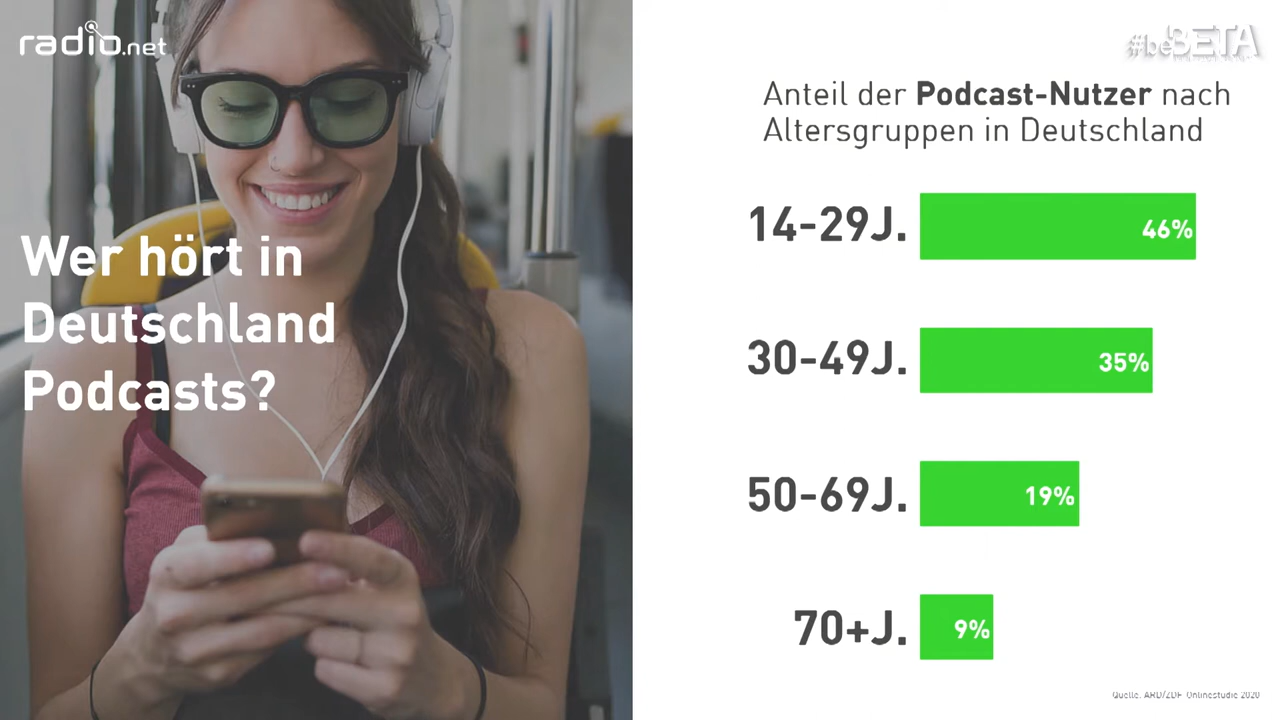 radio.net
#beBETA
Wer hört in
Deutschland
Podcasts?
Anteil der Podcast-Nutzer nach
Altersgruppen in Deutschland
14-29J. 46%
30-49J. 35%
50-69J. 19%
70+J. 9%
Quelle: ARD/ZDF Onlinestudie 2020